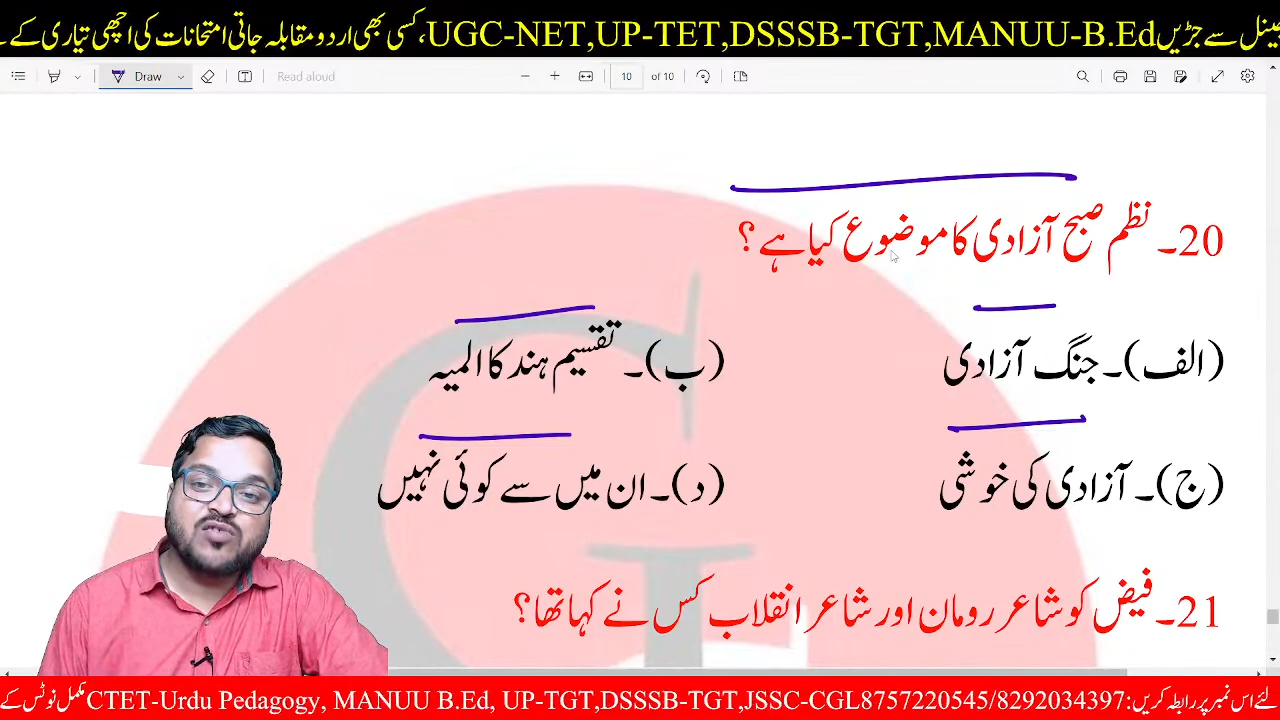 چینل سے جڑیں UGC-NET,UP-TET,DSSSB-TGT,MANUU-B.Ed، کسی بھی اردو مقابلہ جاتی امتحانات کی اچھی تیاری کے
Draw
Read aloud
10 of 10
20۔ نظم صبح آزادی کا موضوع کیا ہے ؟
(الف)۔ جنگ آزادی (ب)۔ تقسیم ہند کا المیہ
(ج)۔ آزادی کی خوشی (د)۔ ان میں سے کوئی نہیں
21۔ فیض کو شاعر رومان اور شاعر انقلاب کس نے کہا تھا؟
لئے اس نمبر پر رابطہ کریں: 8757220545/8292034397 CTET-Urdu Pedagogy, MANUU B.Ed, UP-TGT,DSSSB-TGT,JSSC-CGL مکمل نوٹس کے